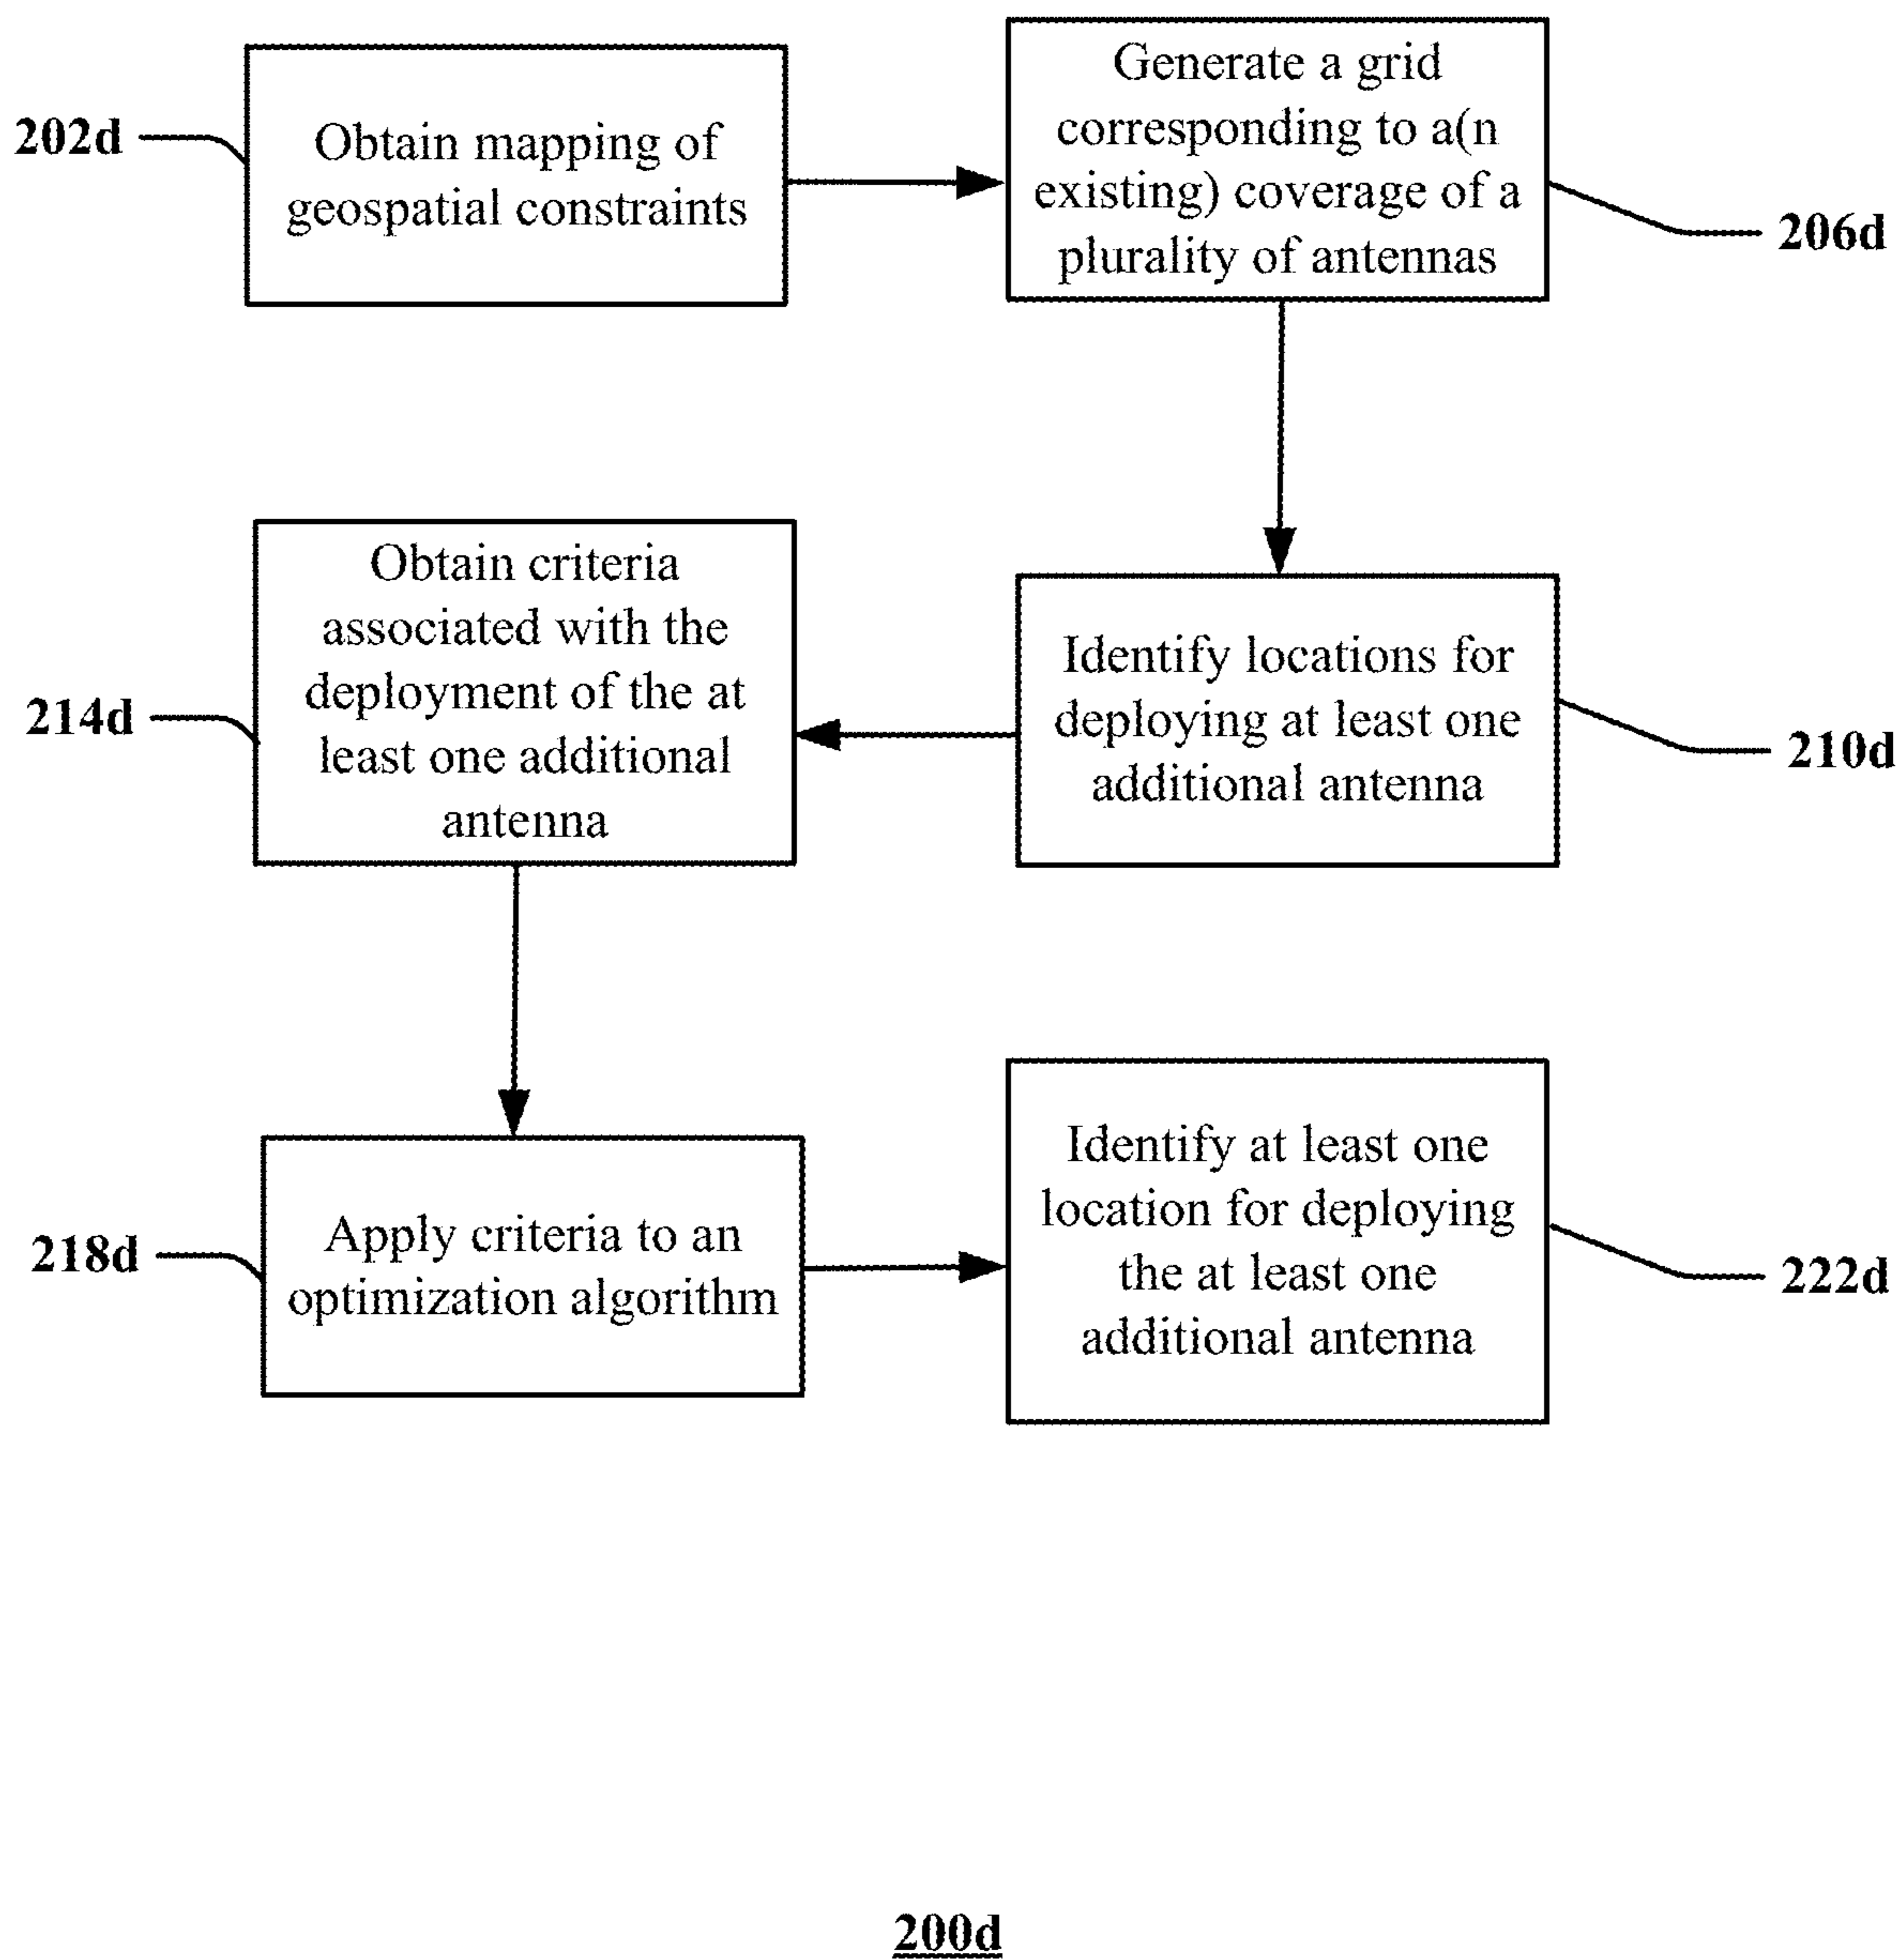 202d
Obtain mapping of
geospatial constraints
Generate a grid
corresponding to a(n
existing) coverage of a
plurality of antennas
206d
Identify locations for
deploying at least one
additional antenna
210d
214d
Obtain criteria
associated with the
deployment of the at
least one additional
antenna
218d
Apply criteria to an
optimization algorithm
Identify at least one
location for deploying
the at least one
additional antenna
222d
200d